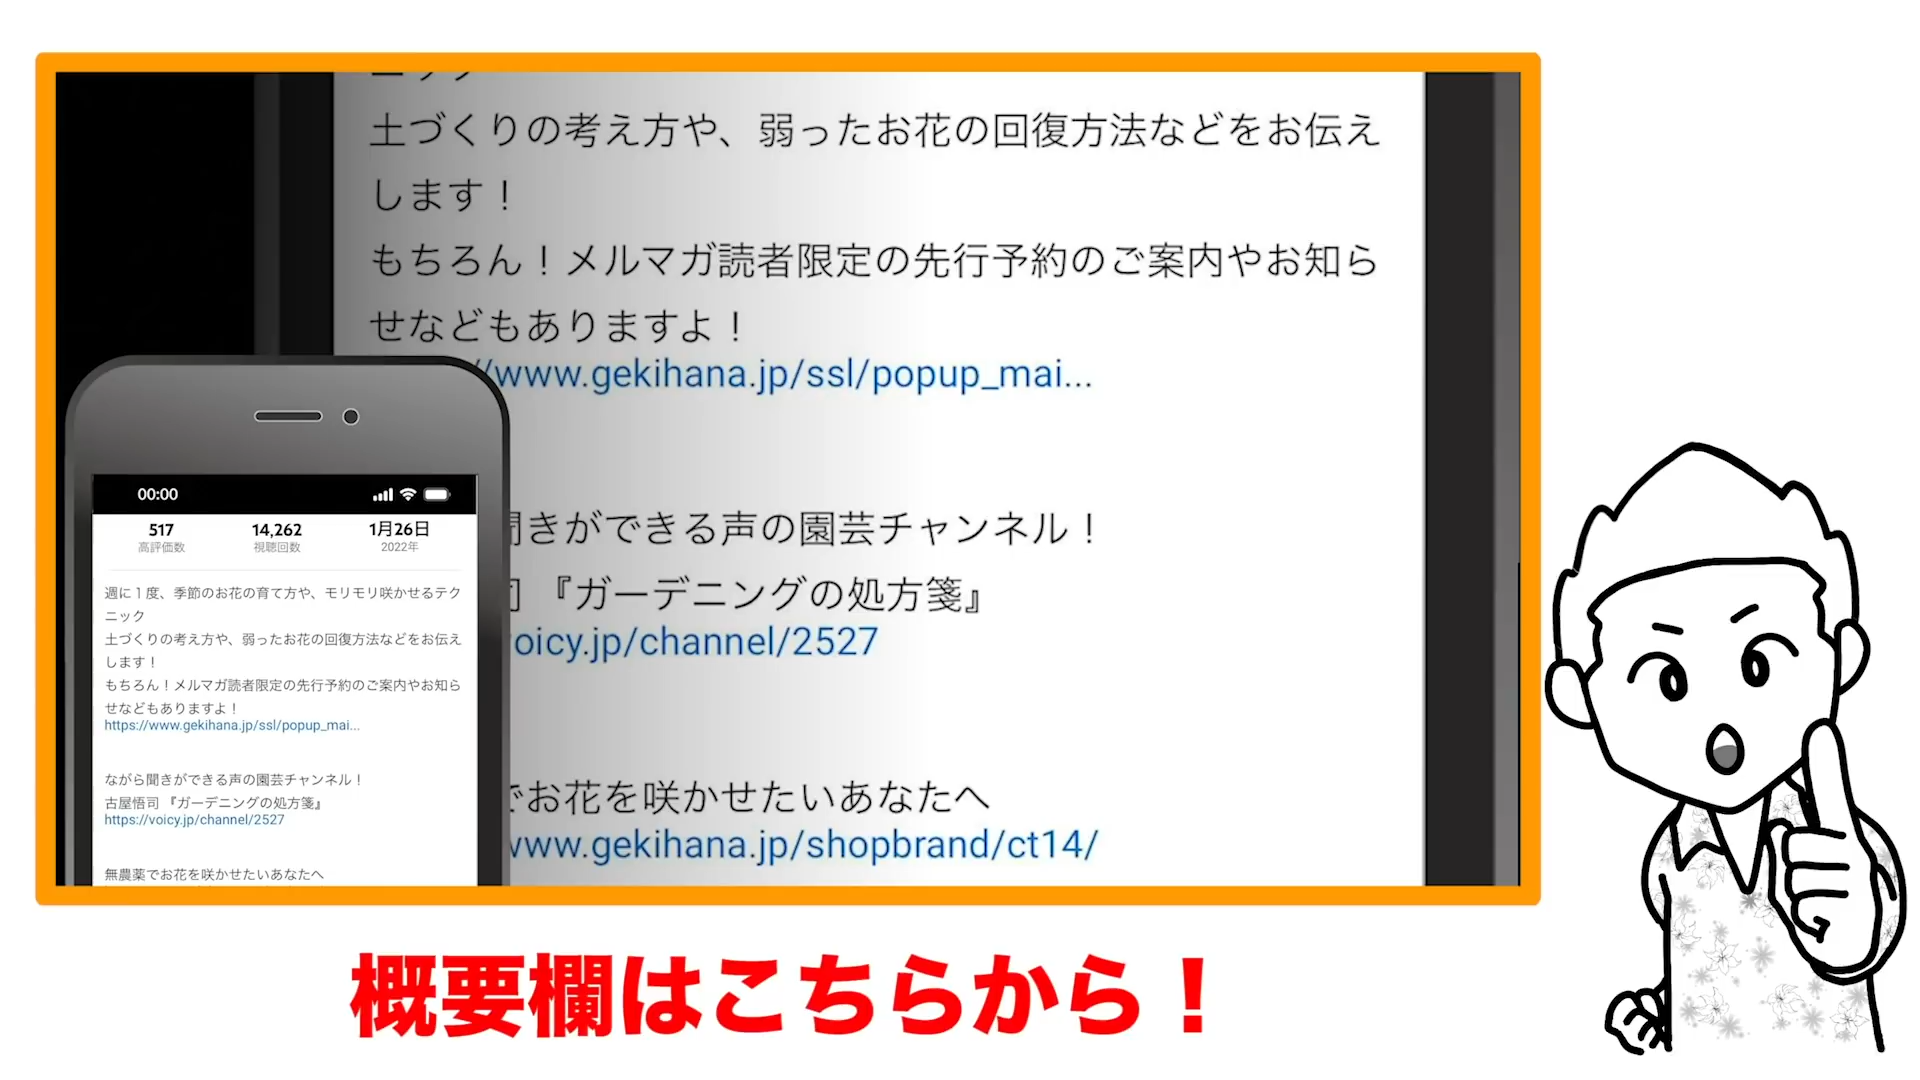 土づくりの考え方や、弱ったお花の回復方法などをお伝え
します！
もちろん！メルマガ読者限定の先行予約のご案内やお知ら
せなどもありますよ！
//www.gekihana.jp/ssl/popup_mai...
聞きができる声の園芸チャンネル！
司 『ガーデニングの処方箋』
voicy.jp/channel/2527
でお花を咲かせたいあなたへ
www.gekihana.jp/shopbrand/ct14/
00:00
517 14,262 1月26日
高評価数 視聴回数 2022年
週に１度、季節のお花の育て方や、モリモリ咲かせるテク
ニック
土づくりの考え方や、弱ったお花の回復方法などをお伝え
します！
もちろん！メルマガ読者限定の先行予約のご案内やお知ら
せなどもありますよ！
https://www.gekihana.jp/ssl/popup_mai...
ながら聞きができる声の園芸チャンネル！
古屋悟司 『ガーデニングの処方箋』
https://voicy.jp/channel/2527
無農薬でお花を咲かせたいあなたへ
概要欄はこちらから！